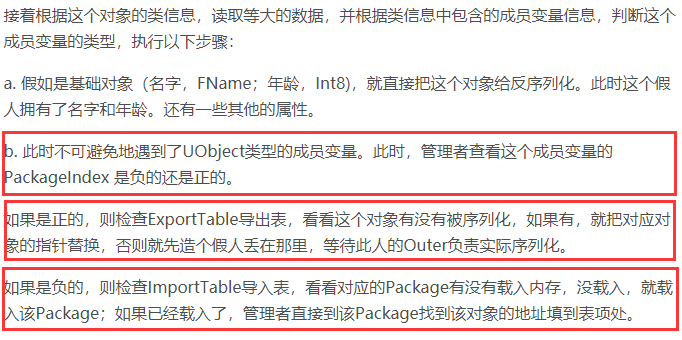 接着根据这个对象的类信息，读取等大的数据，并根据类信息中包含的成员变量信息，判断这个
成员变量的类型，执行以下步骤：
a. 假如是基础对象（名字，FName；年龄，Int8)，就直接把这个对象给反序列化。此时这个假
人拥有了名字和年龄。还有一些其他的属性。
b. 此时不可避免地遇到了UObject类型的成员变量。此时，管理者查看这个成员变量的
PackageIndex 是负的还是正的。
如果是正的，则检查ExportTable导出表，看看这个对象有没有被序列化，如果有，就把对应对
象的指针替换，否则就先造个假人丢在那里，等待此人的Outer负责实际序列化。
如果是负的，则检查ImportTable导入表，看看对应的Package有没有载入内存，没载入，就载
入该Package；如果已经载入了，管理者直接到该Package找到该对象的地址填到表项处。